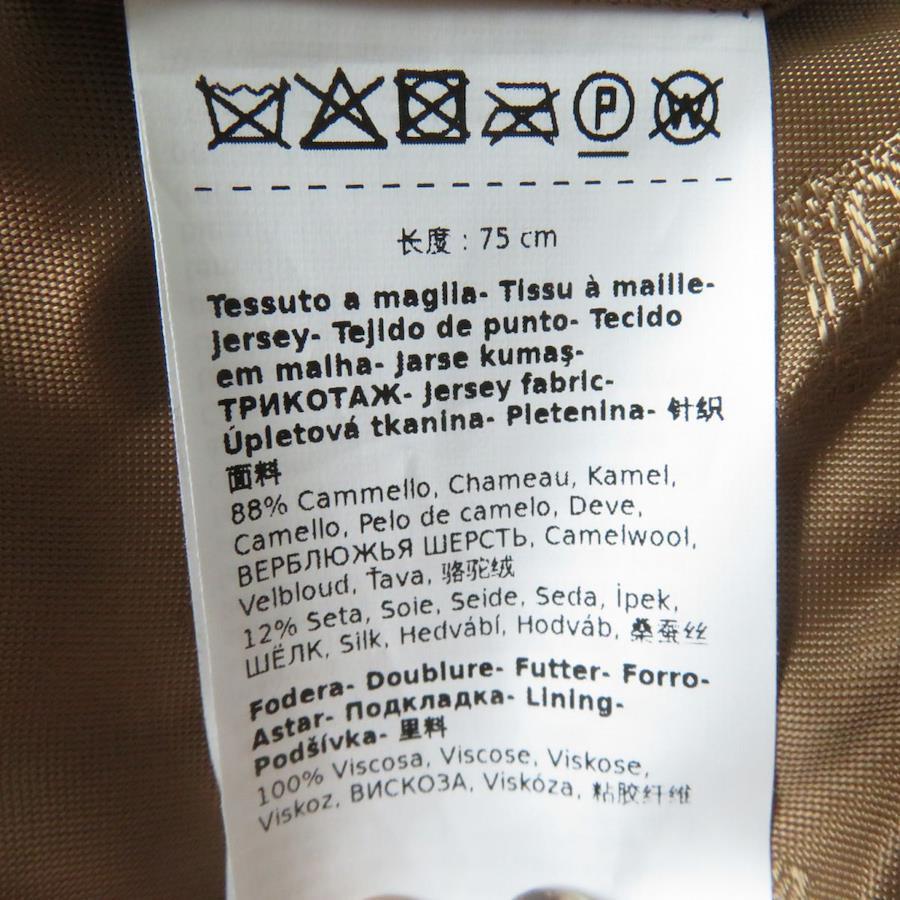 P
W
长度 : 75 cm
Tessuto a maglia- Tissu à maille-
Jersey- Tejido de punto- Tecido
em malha- Jarse kumaş-
ТРИКОТАЖ- Jersey fabric-
Úpletová tkanina- Pletenina- 针织
面料
88% Cammello, Chameau, Kamel,
Camello, Pelo de camelo, Deve,
ВЕРБЛЮЖЬЯ ШЕРСТЬ, Camelwool,
Velbloud, Ťava, 骆驼绒
12% Seta, Soie, Seide, Seda, İpek,
ШЁЛК, Silk, Hedvábí, Hodváb, 桑蚕丝
Fodera- Doublure- Futter- Forro-
Astar- Подкладка- Lining-
Podšívka- 里料
100% Viscosa, Viscose, Viskose,
Viskoz, ВИСКОЗА, Viskóza, 粘胶纤维